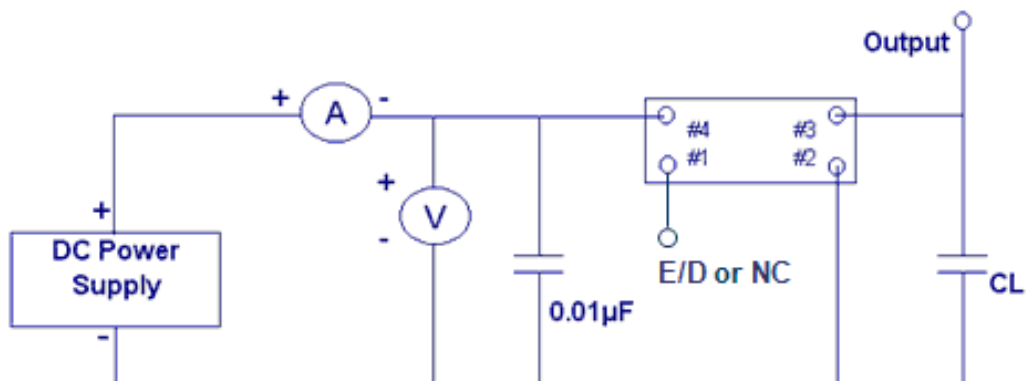 Output
+
A
-
#4
#3
#1
#2
+
V
-
+
DC Power
Supply
-
E/D or NC
0.01µF
CL